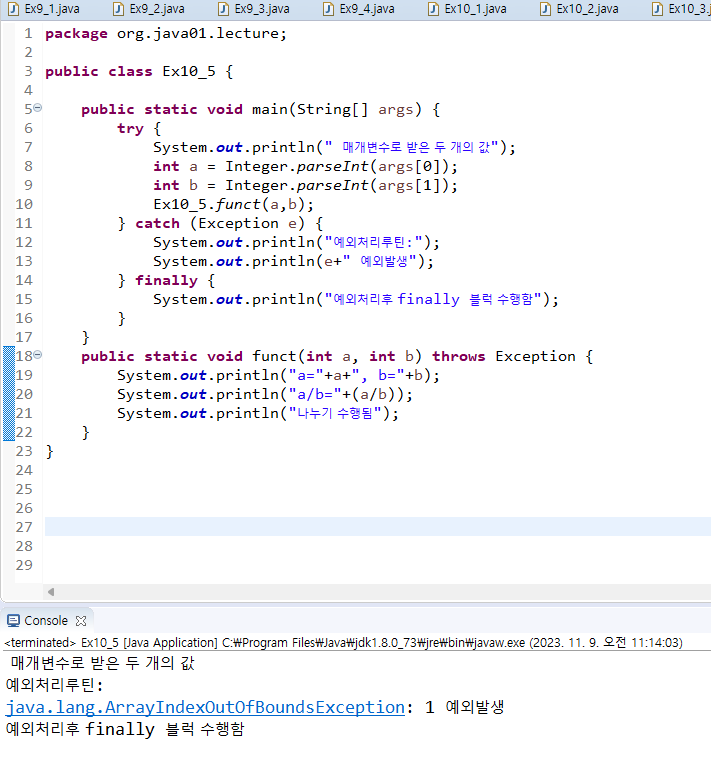 Ex9_1.java Ex9_2.java Ex9_3.java Ex9_4.java Ex10_1.java Ex10_2.java Ex10_3.j
1 package org.java01.lecture;
2
3 public class Ex10_5 {
4
5 public static void main(String[] args) {
6 try {
7 System.out.println(" 매개변수로 받은 두 개의 값");
8 int a = Integer.parseInt(args[0]);
9 int b = Integer.parseInt(args[1]);
10 Ex10_5.funct(a,b);
11 } catch (Exception e) {
12 System.out.println("예외처리루틴:");
13 System.out.println(e+" 예외발생");
14 } finally {
15 System.out.println("예외처리후 finally 블럭 수행함");
16 }
17 }
18 public static void funct(int a, int b) throws Exception {
19 System.out.println("a="+a+", b="+b);
20 System.out.println("a/b="+(a/b));
21 System.out.println("나누기 수행됨");
22 }
23 }
24
25
26
27
28
29
Console
<terminated> Ex10_5 [Java Application] C:₩Program Files₩Java₩jdk1.8.0_73₩jre₩bin₩javaw.exe (2023. 11. 9. 오전 11:14:03)
매개변수로 받은 두 개의 값
예외처리루틴:
java.lang.ArrayIndexOutOfBoundsException: 1 예외발생
예외처리후 finally 블럭 수행함